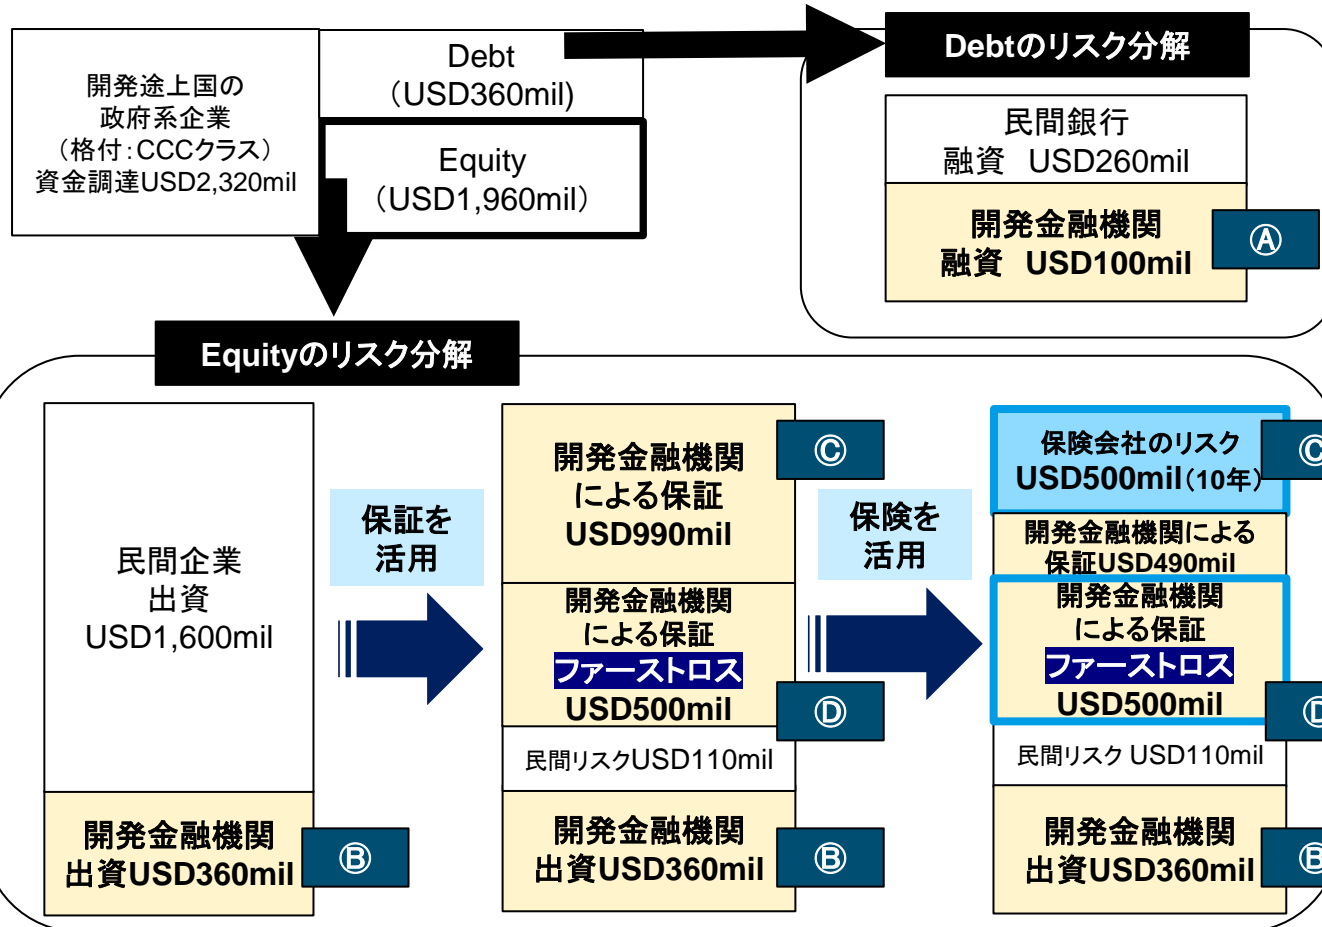 開発途上国の
政府系企業
（格付：CCCクラス）
資金調達USD2,320mil
Debt
（USD360mil)
Equity
（USD1,960mil）
Debtのリスク分解
民間銀行
融資　USD260mil
開発金融機関
融資　USD100mil
Ⓐ
Equityのリスク分解
民間企業
出資
USD1,600mil
開発金融機関
出資USD360mil
Ⓑ
保証を
活用
開発金融機関
による保証
USD990mil
Ⓒ
開発金融機関
による保証
ファーストロス
USD500mil
Ⓓ
民間リスクUSD110mil
開発金融機関
出資USD360mil
Ⓑ
保険を
活用
保険会社のリスク
USD500mil（10年）
Ⓒ
開発金融機関による
保証USD490mil
開発金融機関
による保証
ファーストロス
USD500mil
Ⓓ
民間リスク USD110mil
開発金融機関
出資USD360mil
Ⓑ